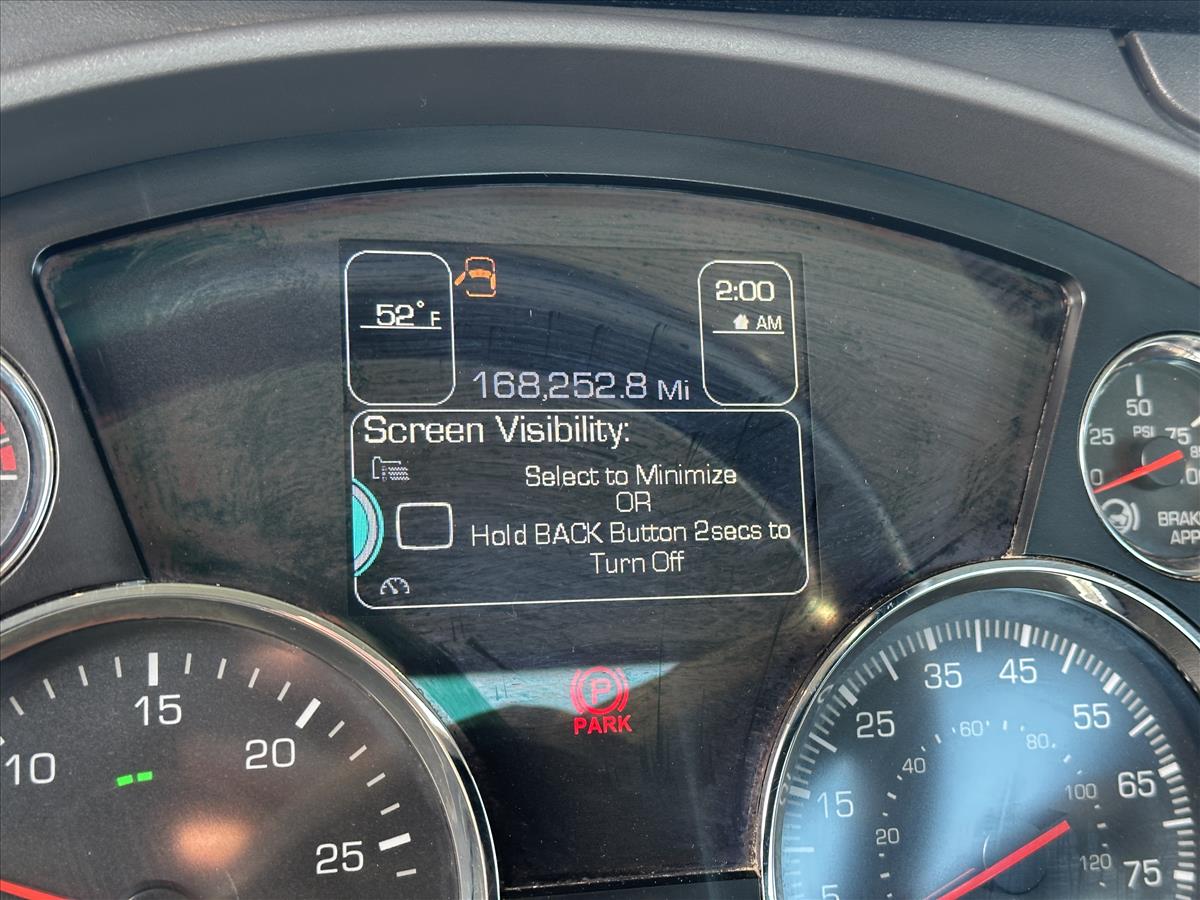 52°F
2:00
AM
168,252.8 Mi
Screen Visibility:
Select to Minimize
OR
Hold BACK Button 2secs to
Turn Off
P
PARK
10
15
20
25
5
15
25
35
45
55
65
75
20
40
60
80
100
120
0
25
50
75
PSI